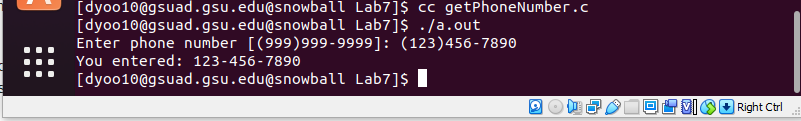 [dyoo10@gsuad.gsu.edu@snowball Lab7]$ cc getPhoneNumber.c
[dyoo10@gsuad.gsu.edu@snowball Lab7]$ ./a.out
Enter phone number [(999)999-9999]: (123)456-7890
You entered: 123-456-7890
[dyoo10@gsuad.gsu.edu@snowball Lab7]$
Right Ctrl